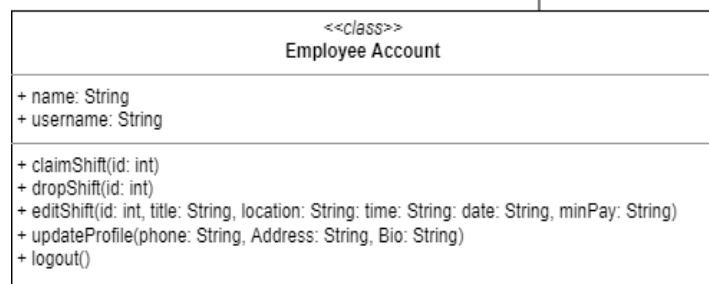 <<class>>
Employee Account
+ name: String
+ username: String
+ claimShift(id: int)
+ dropShift(id: int)
+ editShift(id: int, title: String, location: String: time: String: date: String, minPay: String)
+ updateProfile(phone: String, Address: String, Bio: String)
+ logout()